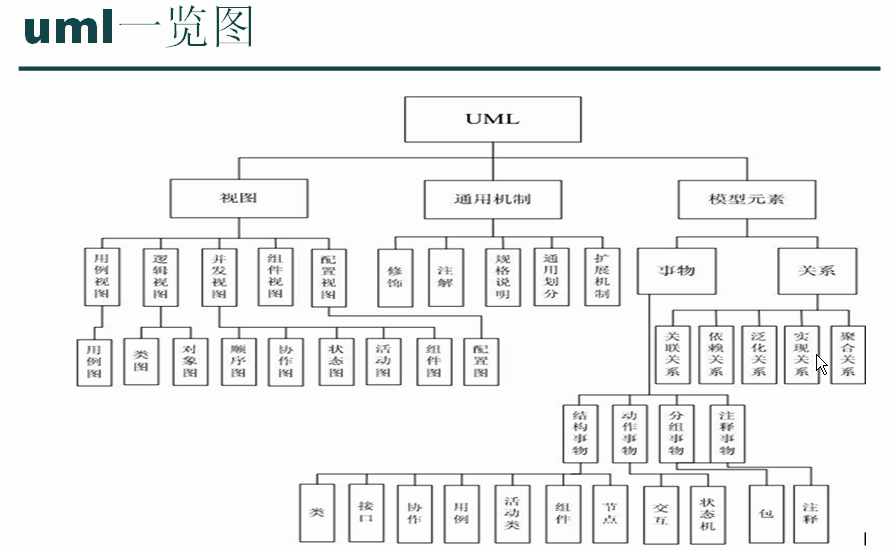 uml一览图
UML
视图
通用机制
模型元素
用例视图
逻辑视图
并发视图
组件视图
配置视图
修饰
注解
规格说明
通用划分
扩展机制
事物
关系
用例图
类图
对象图
顺序图
协作图
状态图
活动图
组件图
配置图
关联关系
依赖关系
泛化关系
实现关系
聚合关系
结构事物
动作事物
分组事物
注释事物
类
接口
协作
用例
活动类
组件
节点
交互
状态机
包
注释